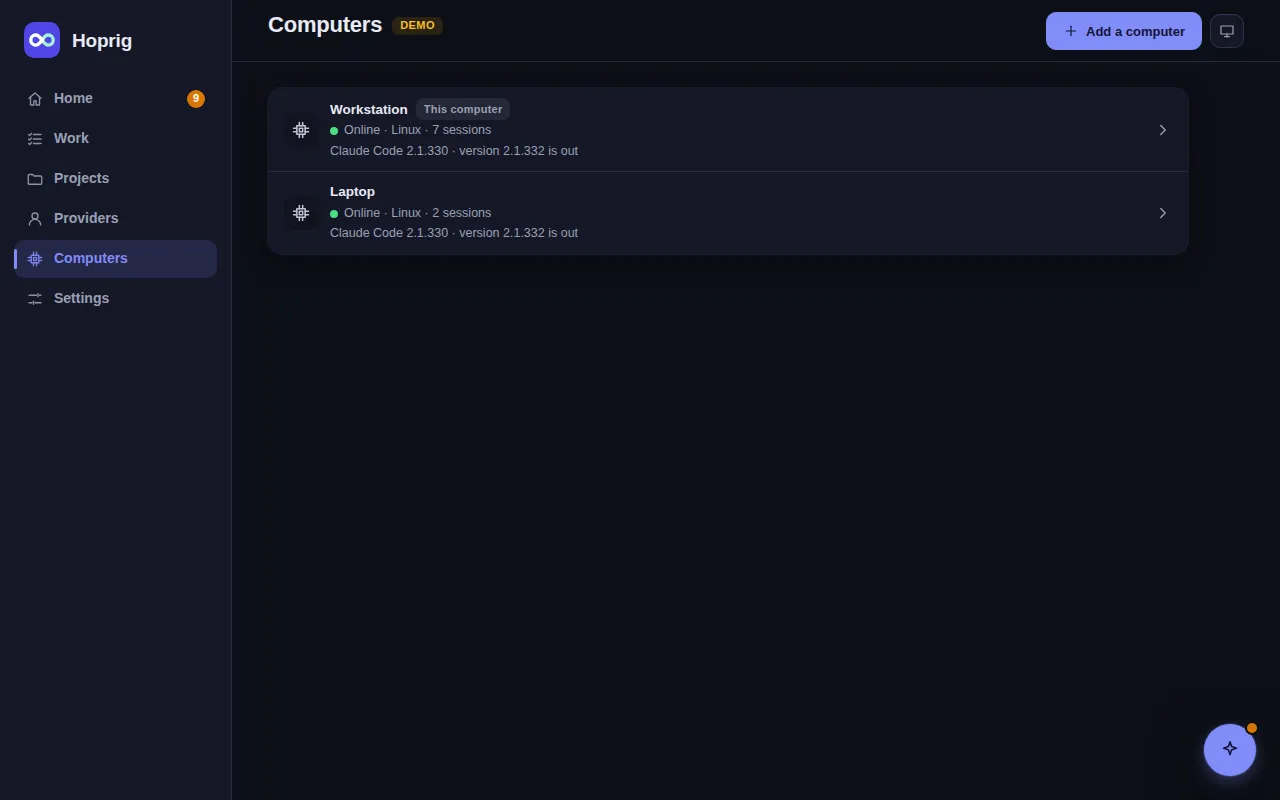 Hoprig
Home 9
Work
Projects
Providers
Computers
Settings
Computers DEMO
Add a computer
Workstation This computer
Online · Linux · 7 sessions
Claude Code 2.1.330 · version 2.1.332 is out
Laptop
Online · Linux · 2 sessions
Claude Code 2.1.330 · version 2.1.332 is out